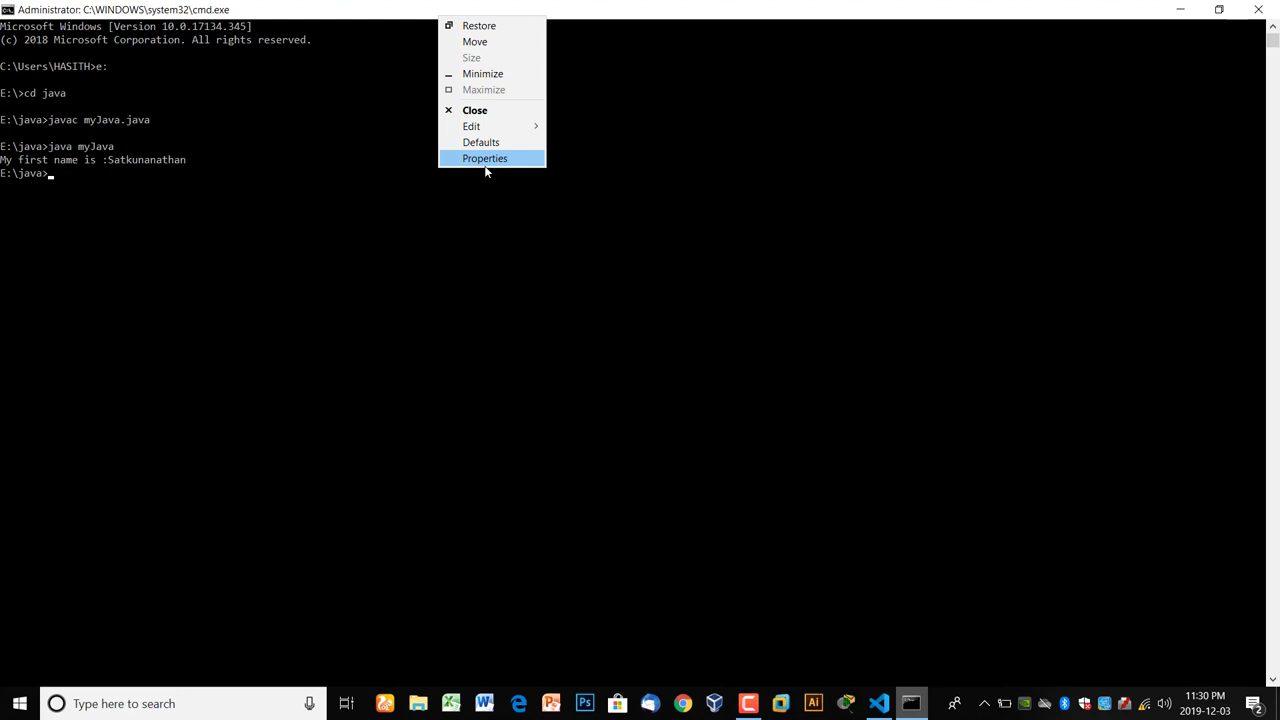 Administrator: C:\WINDOWS\system32\cmd.exe
Microsoft Windows [Version 10.0.17134.345]
(c) 2018 Microsoft Corporation. All rights reserved.
C:\Users\HASITH>e:
E:\>cd java
E:\java>javac myJava.java
E:\java>java myJava
My first name is :Satkunanathan
E:\java>
Restore
Move
Size
Minimize
Maximize
Close
Edit
Defaults
Properties
Type here to search
11:30 PM
2019-12-03
2